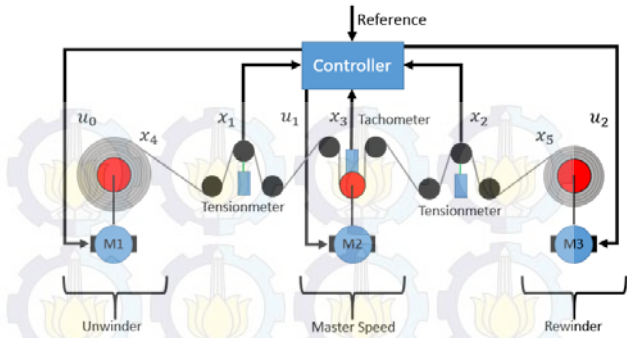 Reference
Controller
u₀
x₄
x₁
u₁
x₃
Tachometer
x₂
x₅
u₂
Tensionmeter
Tensionmeter
M1
M2
M3
Unwinder
Master Speed
Rewinder